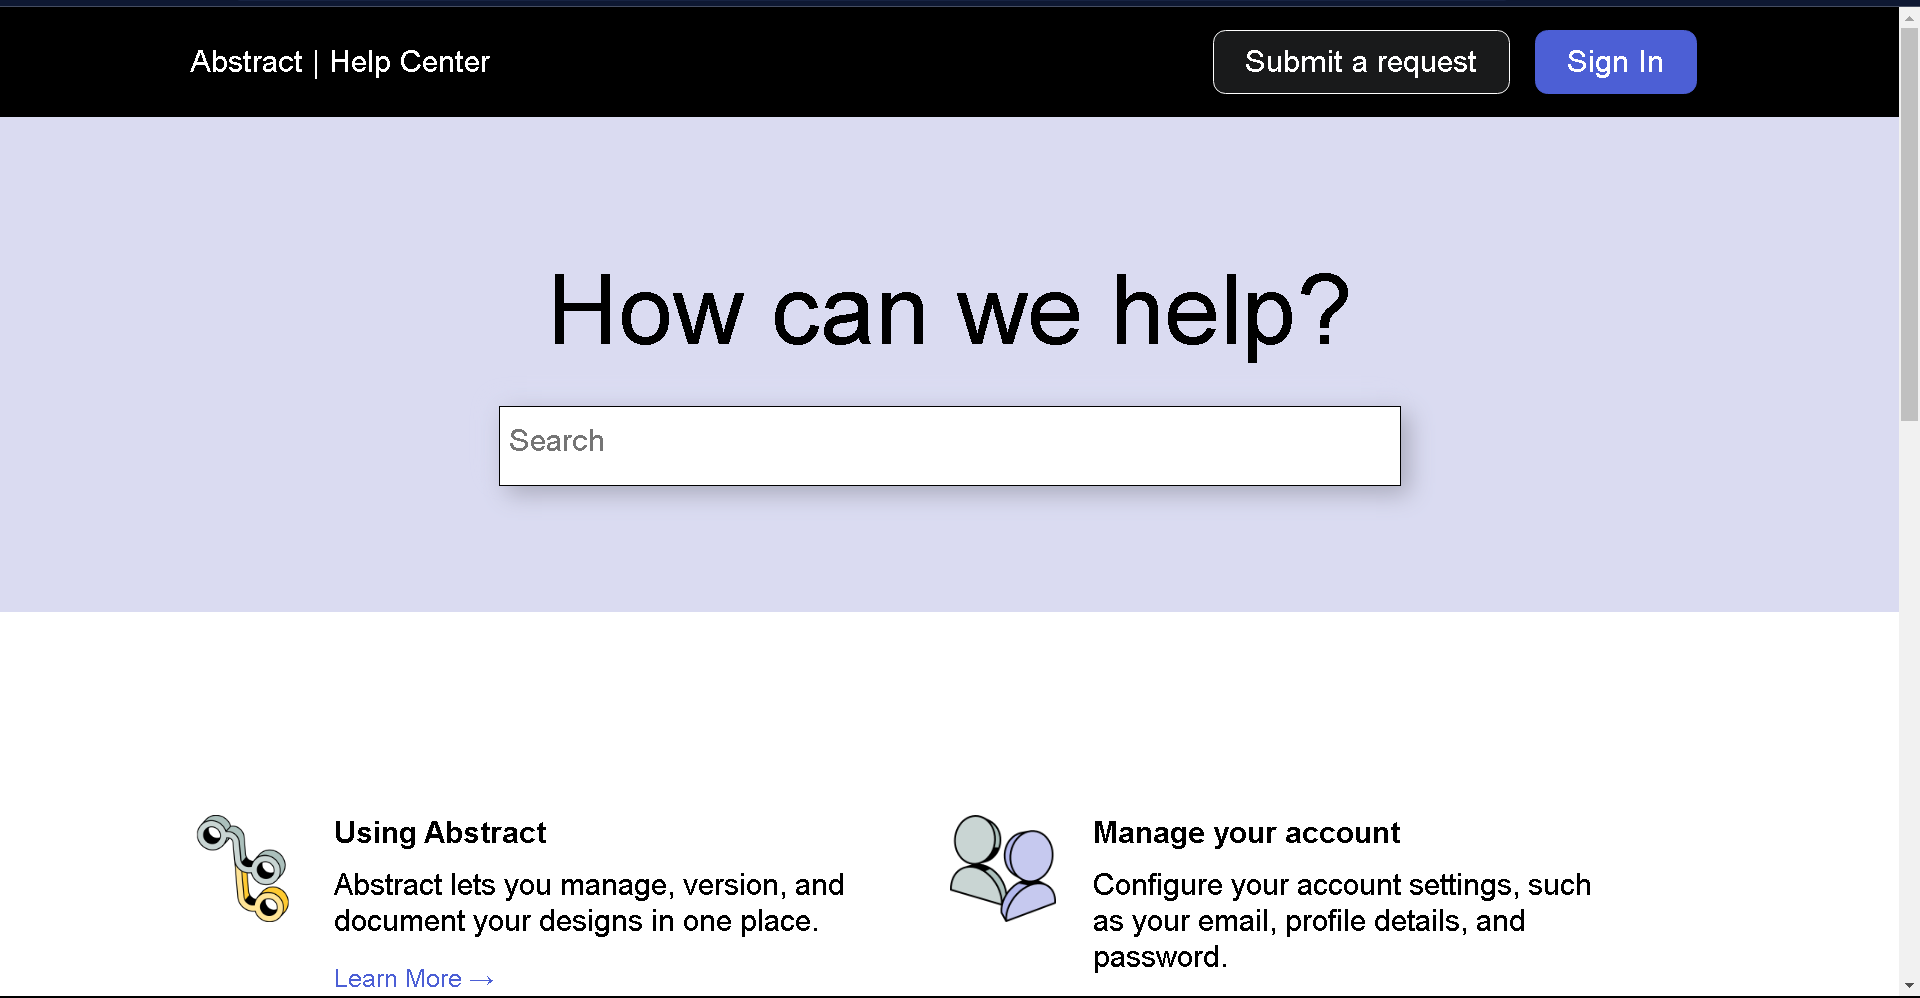 Abstract | Help Center
Submit a request
Sign In
How can we help?
Search
Using Abstract
Abstract lets you manage, version, and
document your designs in one place.
Learn More →
Manage your account
Configure your account settings, such
as your email, profile details, and
password.